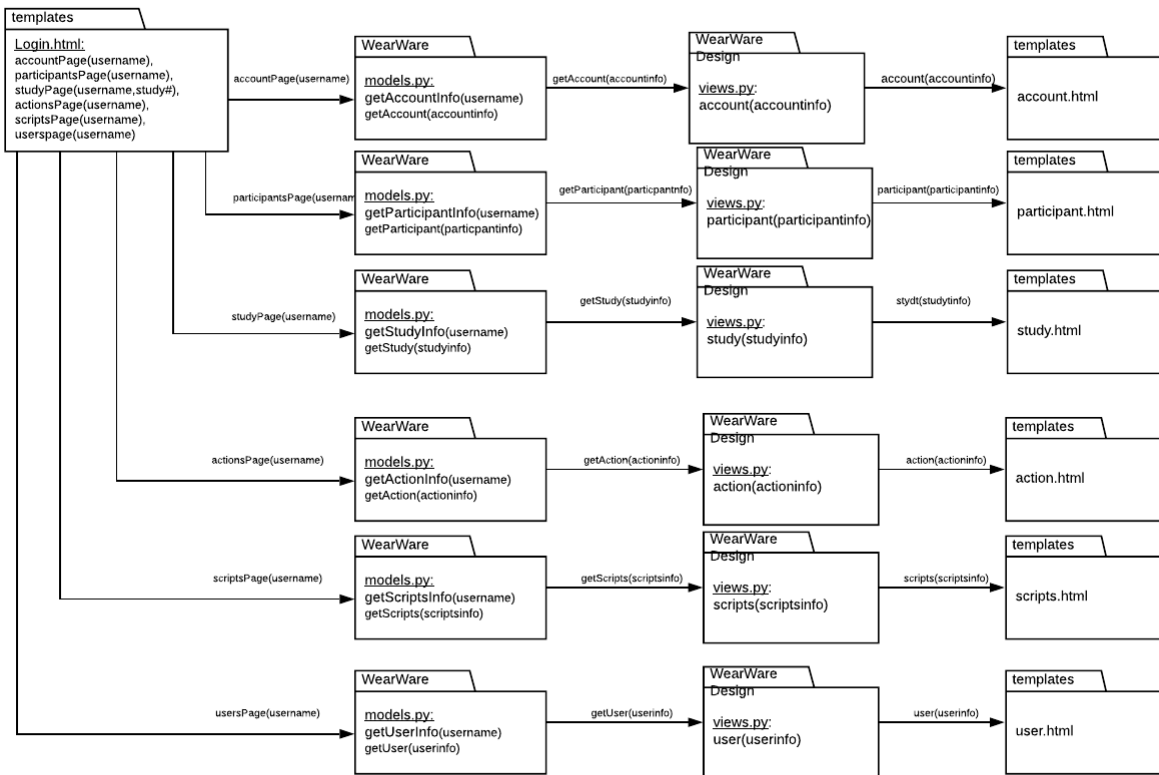 templates
Login.html:
accountPage(username),
participantsPage(username),
studyPage(username,study#),
actionsPage(username),
scriptsPage(username),
userspage(username)
accountPage(username)
WearWare
models.py:
getAccountInfo(username)
getAccount(accountinfo)
getAccount(accountinfo)
WearWare
Design
views.py:
account(accountinfo)
account(accountinfo)
templates
account.html
participantsPage(usernam
WearWare
models.py:
getParticipantInfo(username)
getParticipant(particpantinfo)
getParticipant(particpantnfo)
WearWare
Design
views.py:
participant(participantinfo)
participant(participantinfo)
templates
participant.html
studyPage(username)
WearWare
models.py:
getStudyInfo(username)
getStudy(studyinfo)
getStudy(studyinfo)
WearWare
Design
views.py:
study(studyinfo)
stydt(studytinfo)
templates
study.html
actionsPage(username)
WearWare
models.py:
getActionInfo(username)
getAction(actioninfo)
getAction(actioninfo)
WearWare
Design
views.py:
action(actioninfo)
action(actioninfo)
templates
action.html
scriptsPage(username)
WearWare
models.py:
getScriptsInfo(username)
getScripts(scriptsinfo)
getScripts(scriptsinfo)
WearWare
Design
views.py:
scripts(scriptsinfo)
scripts(scriptsinfo)
templates
scripts.html
usersPage(username)
WearWare
models.py:
getUserInfo(username)
getUser(userinfo)
getUser(userinfo)
WearWare
Design
views.py:
user(userinfo)
user(userinfo)
templates
user.html